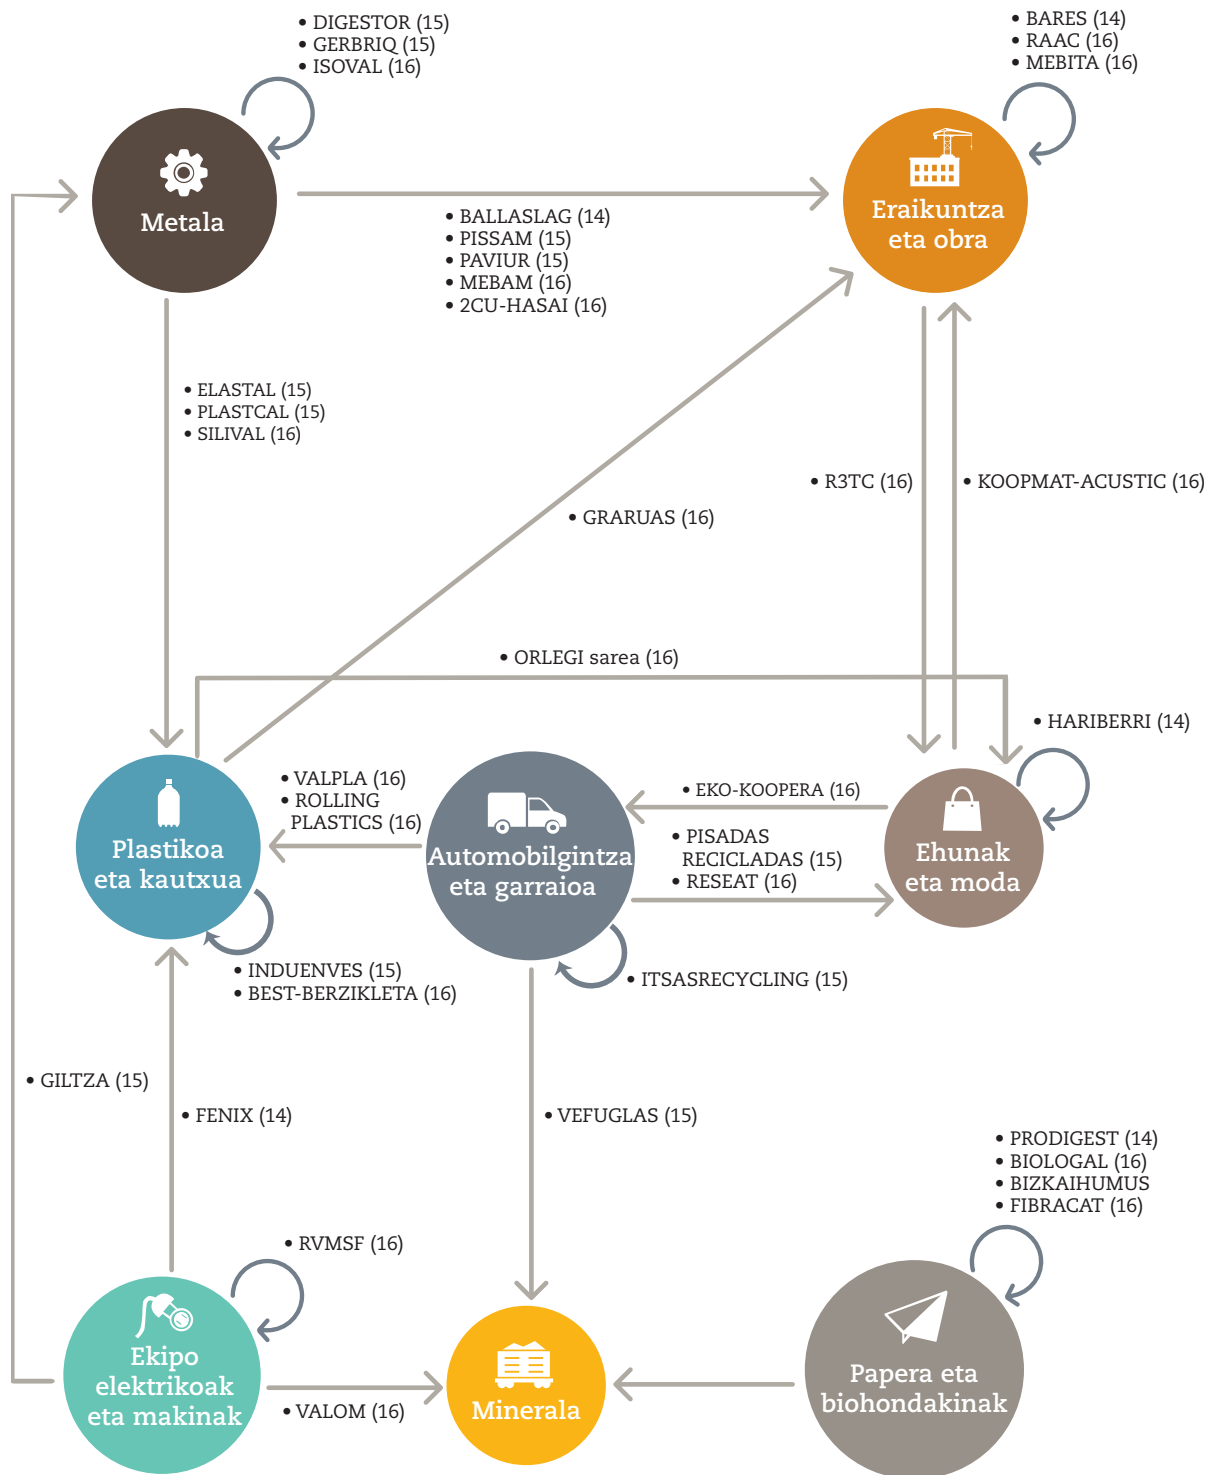 • DIGESTOR (15)
• GERBRIQ (15)
• ISOVAL (16)
• BARES (14)
• RAAC (16)
• MEBITA (16)
Metala
Eraikuntza
eta obra
• BALLASLAG (14)
• PISSAM (15)
• PAVIUR (15)
• MEBAM (16)
• 2CU-HASAI (16)
• ELASTAL (15)
• PLASTCAL (15)
• SILIVAL (16)
• R3TC (16)
• KOOPMAT-ACUSTIC (16)
• GRARUAS (16)
• ORLEGI sarea (16)
• HARIBERRI (14)
• VALPLA (16)
• ROLLING
PLASTICS (16)
• EKO-KOOPERA (16)
• PISADAS
RECICLADAS (15)
• RESEAT (16)
Plastikoa
eta kautxua
Automobilgintza
eta garraioa
Ehunak
eta moda
• INDUENVES (15)
• BEST-BERZIKLETA (16)
• ITSASRECYCLING (15)
• GILTZA (15)
• FENIX (14)
• VEFUGLAS (15)
• PRODIGEST (14)
• BIOLOGAL (16)
• BIZKAIHUMUS
• FIBRACAT (16)
• RVMSF (16)
Ekipo
elektrikoak
eta makinak
• VALOM (16)
Minerala
Papera eta
biohondakinak